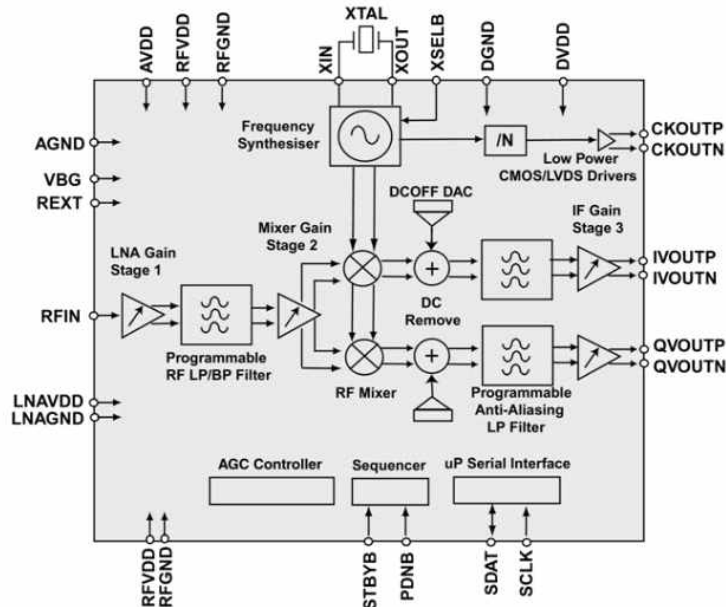 XTAL
AVDD
RFVDD
RFGND
XIN
XOUT
XSELB
DGND
DVDD
Frequency
Synthesiser
/N
CKOUTP
CKOUTN
Low Power
CMOS/LVDS Drivers
AGND
VBG
REXT
DCOFF DAC
Mixer Gain
Stage 2
IF Gain
Stage 3
LNA Gain
Stage 1
IVOUTP
IVOUTN
RFIN
DC
Remove
Programmable
RF LP/BP Filter
QVOUTP
QVOUTN
RF Mixer
Programmable
Anti-Aliasing
LP Filter
LNAVDD
LNAGND
AGC Controller
Sequencer
uP Serial Interface
RFVDD
RFGND
STBYB
PDNB
SDAT
SCLK